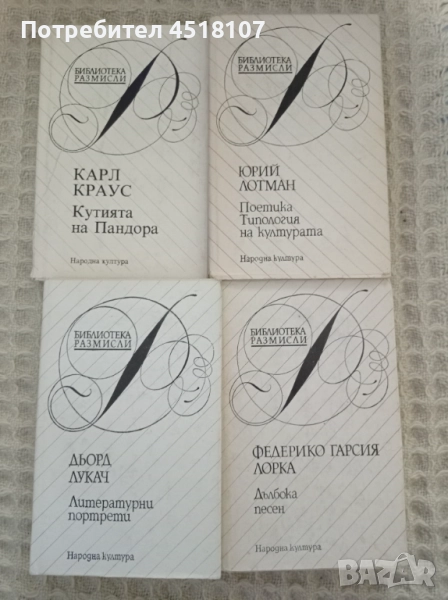 Потребител 4518107
БИБЛИОТЕКА
РАЗМИСЛИ
КАРЛ
КРАУС
Кутията
на Пандора
Народна култура
БИБЛИОТЕКА
РАЗМИСЛИ
ЮРИЙ
ЛОТМАН
Поетика
Типология
на културата
Народна култура
БИБЛИОТЕКА
РАЗМИСЛИ
ДЬОРД
ЛУКАЧ
Литературни
портрети
Народна култура
БИБЛИОТЕКА
РАЗМИСЛИ
ФЕДЕРИКО ГАРСИЯ
ЛОРКА
Дълбока
песен
Народна култура
BAZAR